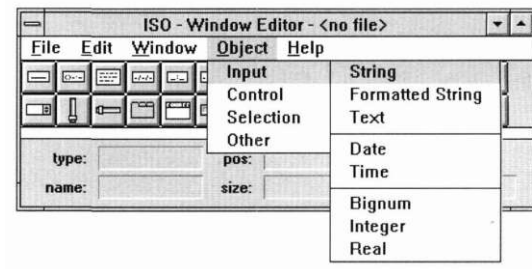 ISO - Window Editor - <no file>
File Edit Window Object Help
Input
Control
Selection
Other
String
Formatted String
Text
Date
Time
Bignum
Integer
Real
type: pos:
name: size: